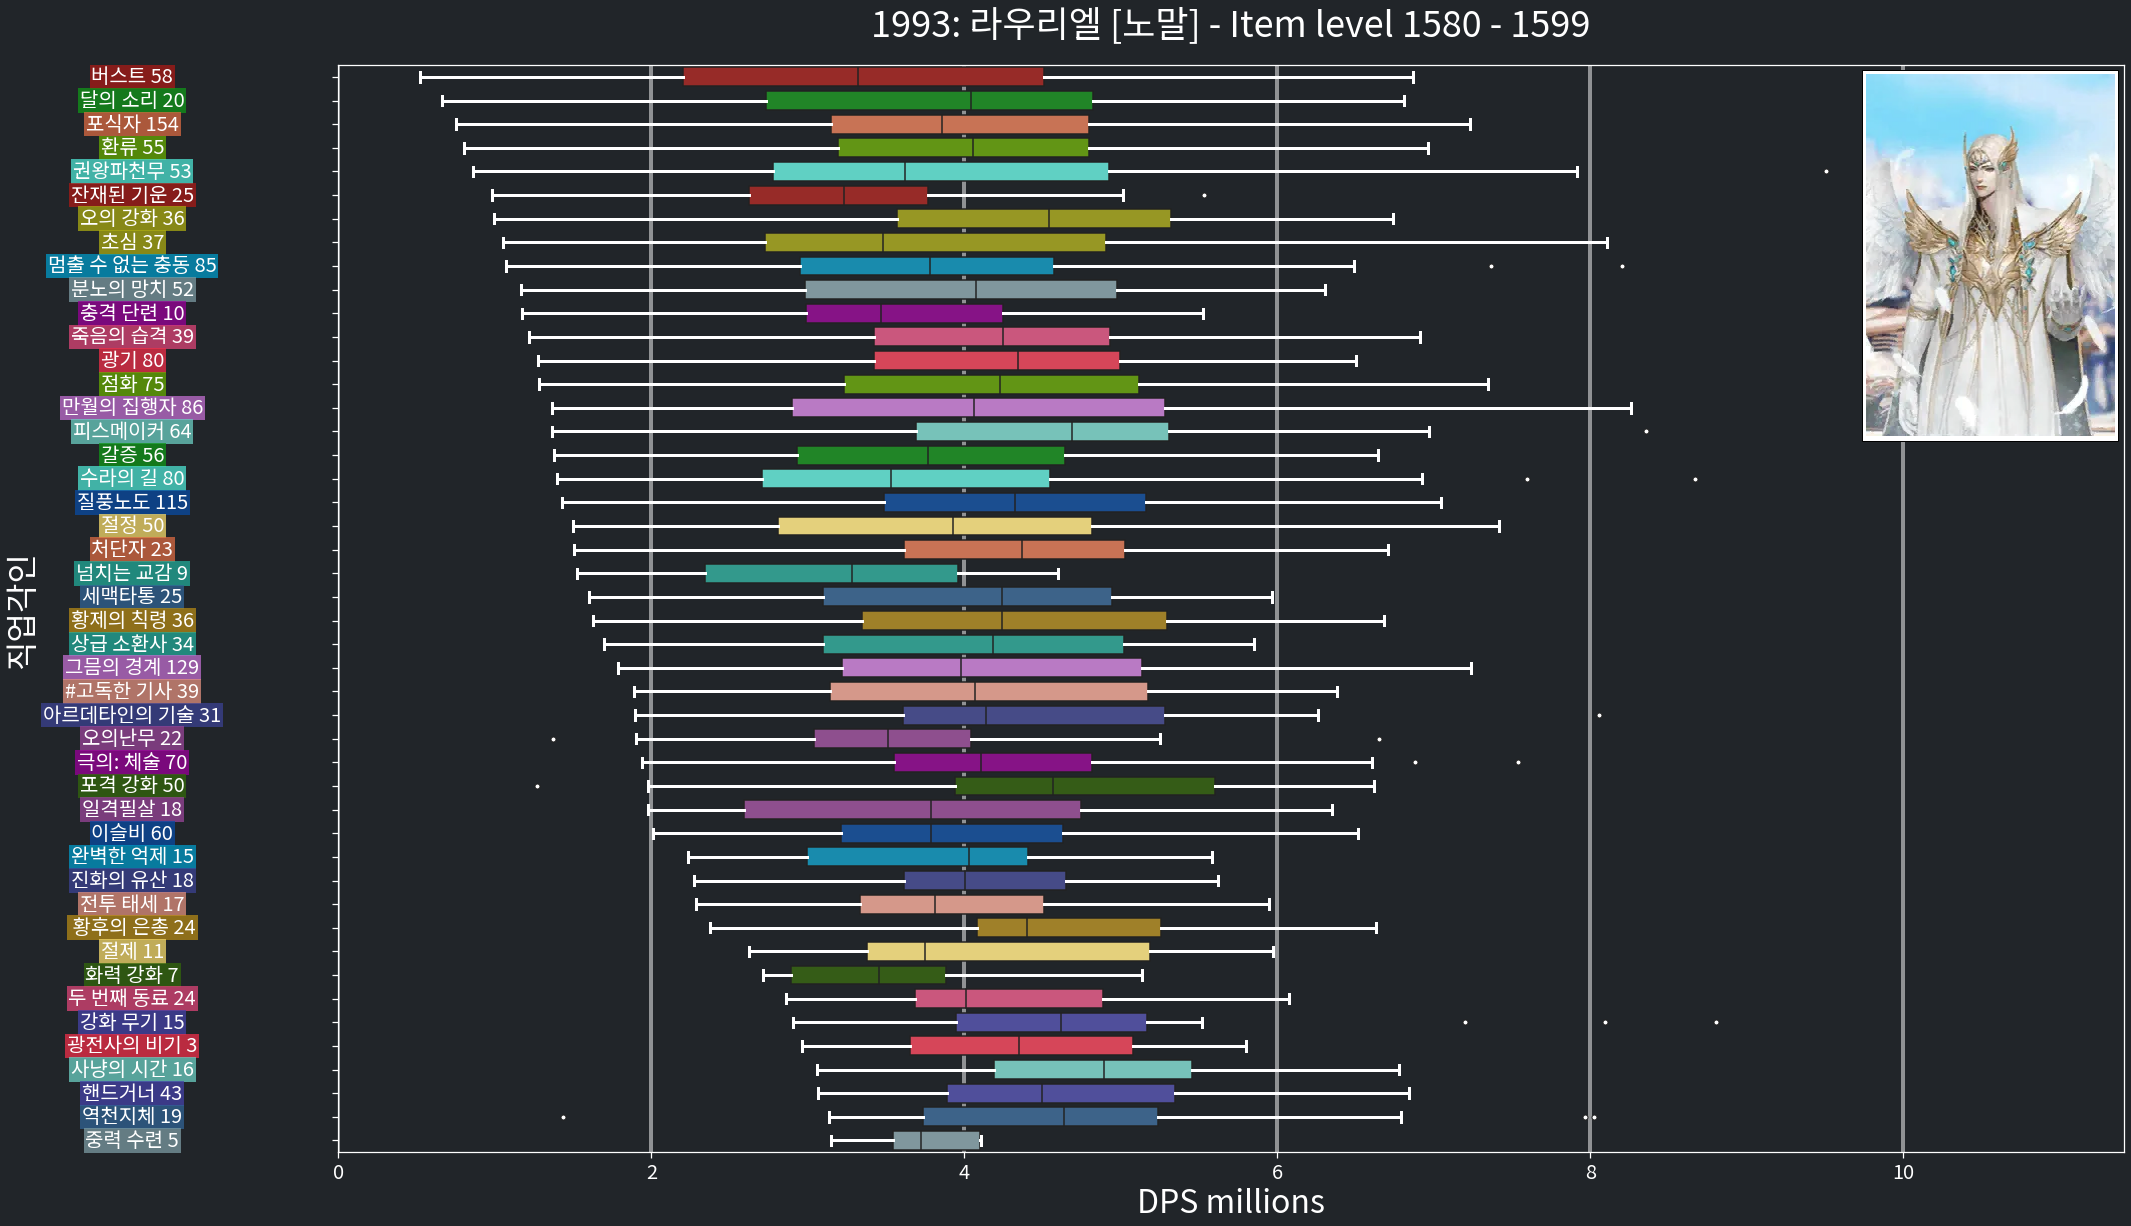 1993: 라우리엘 [노말] - Item level 1580 - 1599
버스트 58
달의 소리 20
포식자 154
환류 55
권왕파천무 53
잔재된 기운 25
오의 강화 36
초심 37
멈출 수 없는 충동 85
분노의 망치 52
충격 단련 10
죽음의 습격 39
광기 80
점화 75
만월의 집행자 86
피스메이커 64
갈증 56
수라의 길 80
질풍노도 115
절정 50
처단자 23
넘치는 교감 9
세맥타통 25
황제의 칙령 36
상급 소환사 34
그믐의 경계 129
#고독한 기사 39
아르데타인의 기술 31
오의난무 22
극의: 체술 70
포격 강화 50
일격필살 18
이슬비 60
완벽한 억제 15
진화의 유산 18
전투 태세 17
황후의 은총 24
절제 11
화력 강화 7
두 번째 동료 24
강화 무기 15
광전사의 비기 3
사냥의 시간 16
핸드거너 43
역천지체 19
중력 수련 5
직업각인
0 2 4 6 8 10
DPS millions